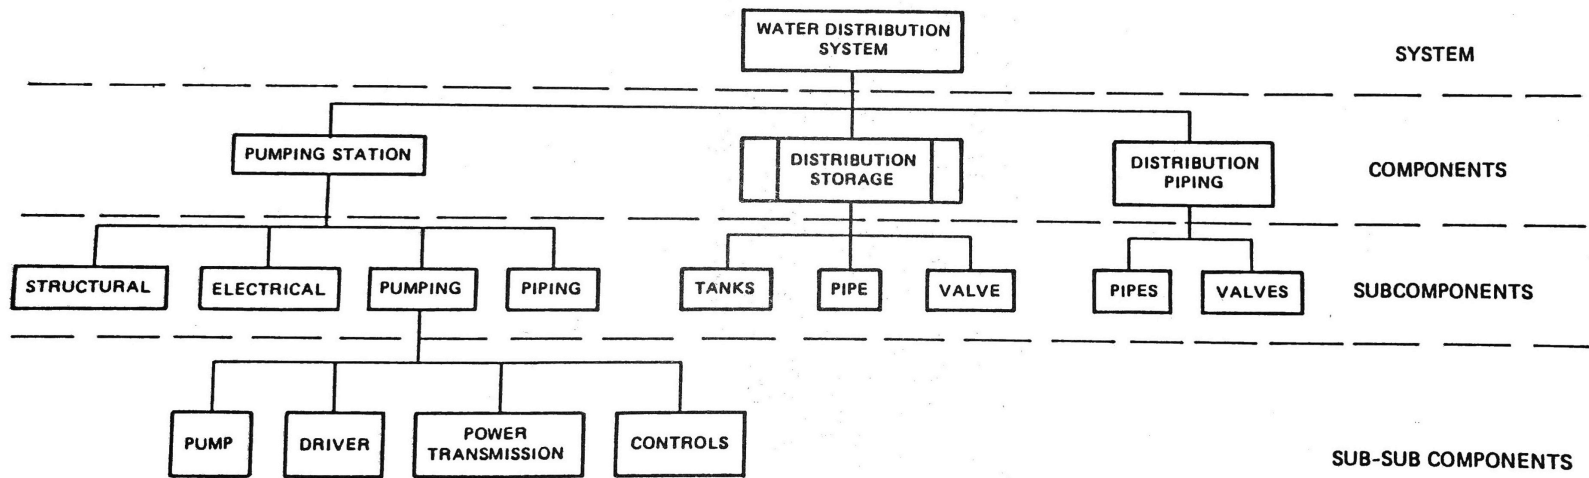 WATER DISTRIBUTION
SYSTEM
SYSTEM
PUMPING STATION
DISTRIBUTION
STORAGE
DISTRIBUTION
PIPING
COMPONENTS
STRUCTURAL
ELECTRICAL
PUMPING
PIPING
TANKS
PIPE
VALVE
PIPES
VALVES
SUBCOMPONENTS
PUMP
DRIVER
POWER
TRANSMISSION
CONTROLS
SUB-SUB COMPONENTS